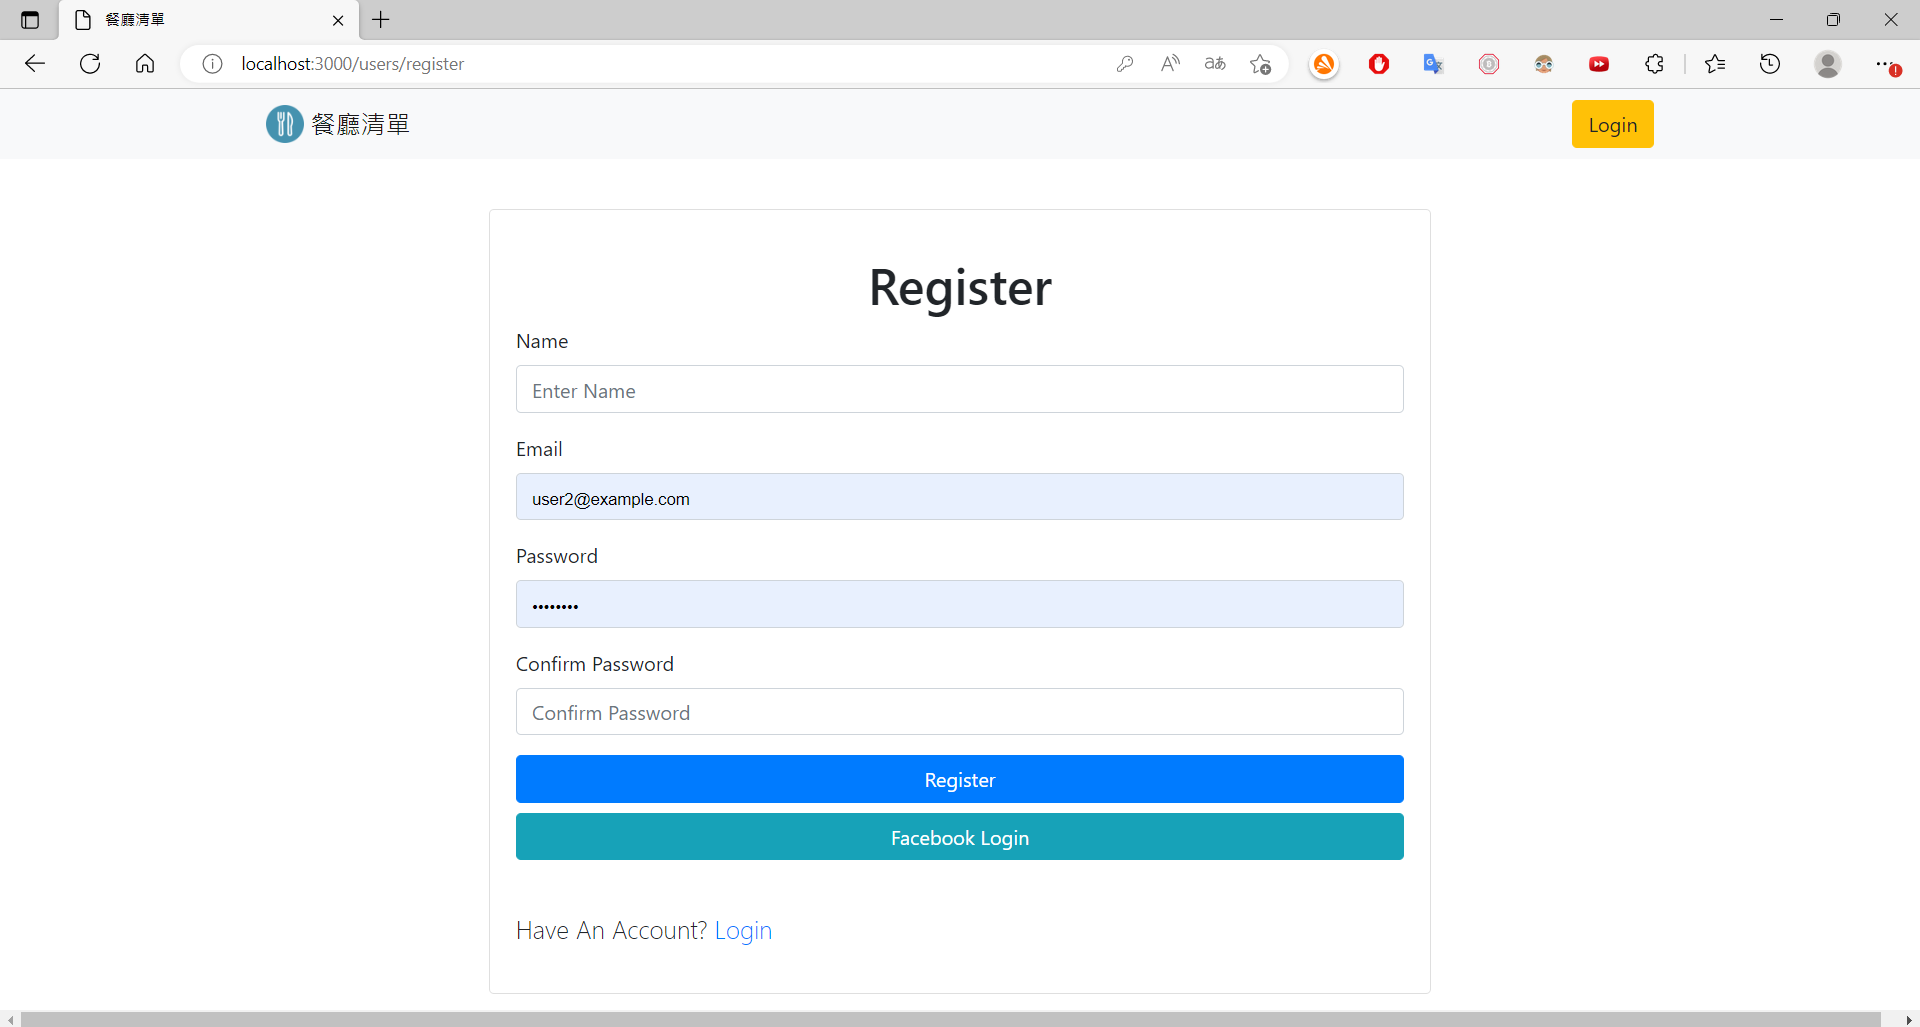 餐廳清單
localhost:3000/users/register
餐廳清單
Login
Register
Name
Enter Name
Email
user2@example.com
Password
••••••••
Confirm Password
Confirm Password
Register
Facebook Login
Have An Account? Login